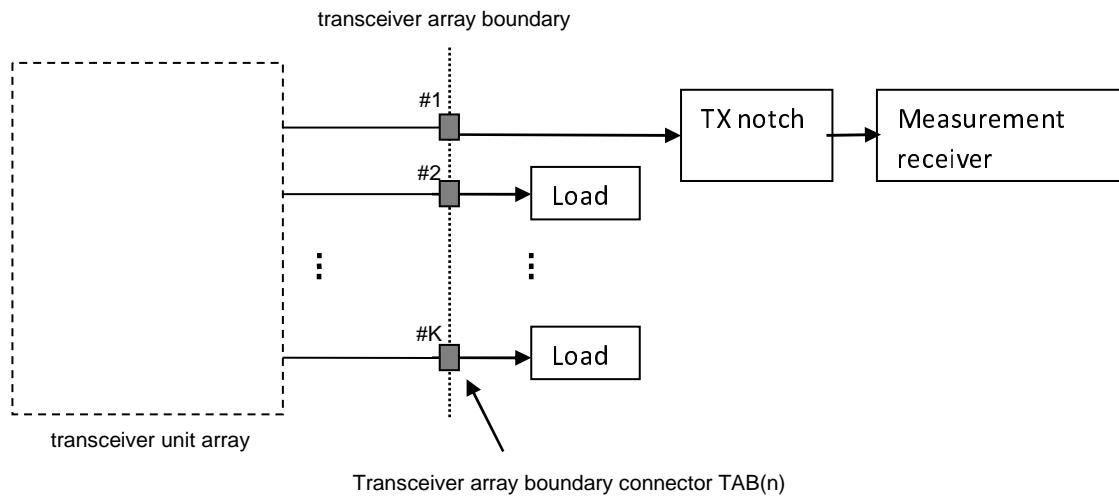 transceiver array boundary
#1
TX notch
Measurement
receiver
#2
Load
#K
Load
transceiver unit array
Transceiver array boundary connector TAB(n)